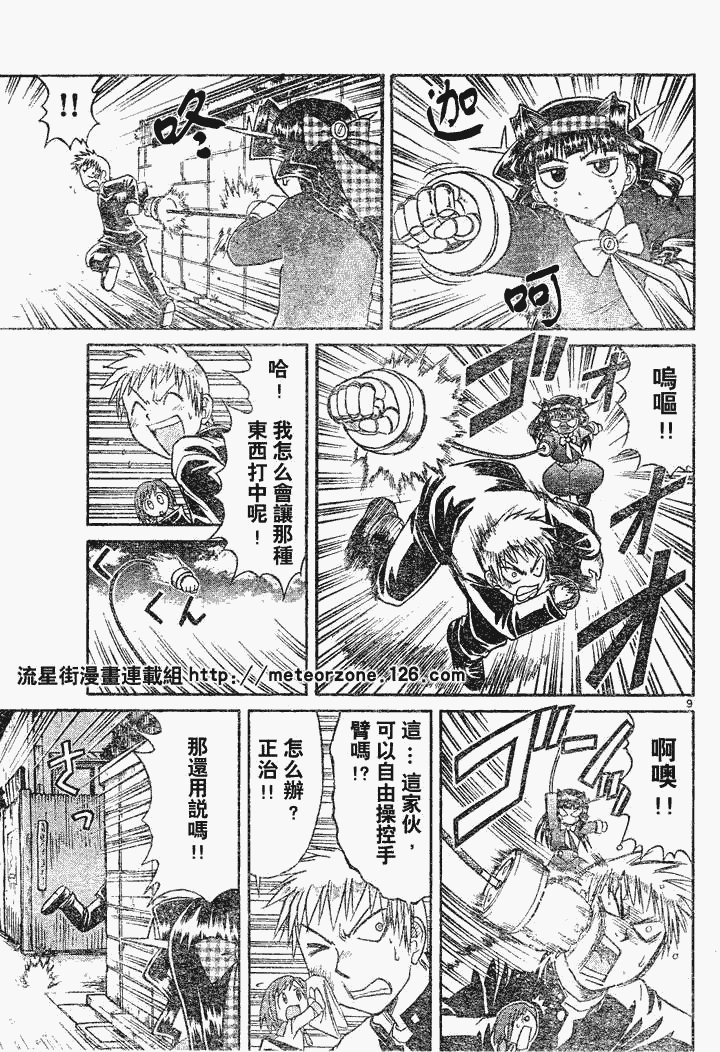 迦
呵
咚
!!
嗚嘔!!
ゴオオオ
哈！
我怎么會讓那種
東西打中呢！
くくん
流星街漫畫連載組 http://meteorzone.126.com
9
啊噢!!
ゴン
這…這家伙，
可以自由操控手
臂嗎!?
怎么辦？
正治!!
那還用説嗎!!
さっ